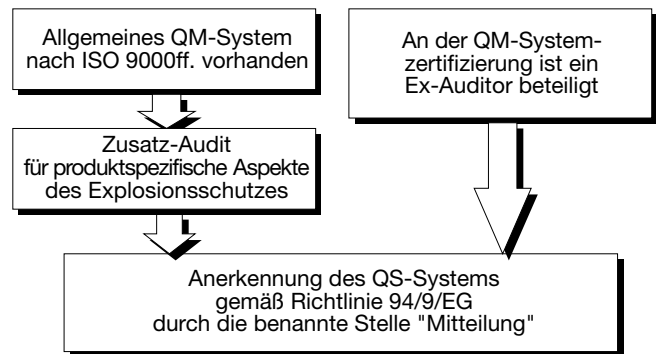 Allgemeines QM-System
nach ISO 9000ff. vorhanden
An der QM-System-
zertifizierung ist ein
Ex-Auditor beteiligt
Zusatz-Audit
für produktspezifische Aspekte
des Explosionsschutzes
Anerkennung des QS-Systems
gemäß Richtlinie 94/9/EG
durch die benannte Stelle "Mitteilung"